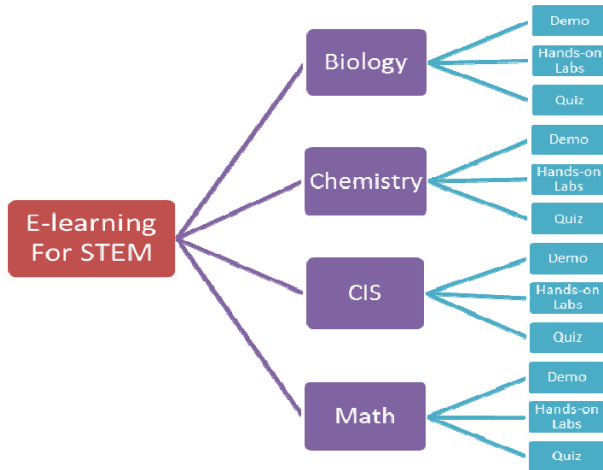 E-learning
For STEM
Biology
Demo
Hands-on
Labs
Quiz
Chemistry
Demo
Hands-on
Labs
Quiz
CIS
Demo
Hands-on
Labs
Quiz
Math
Demo
Hands-on
Labs
Quiz